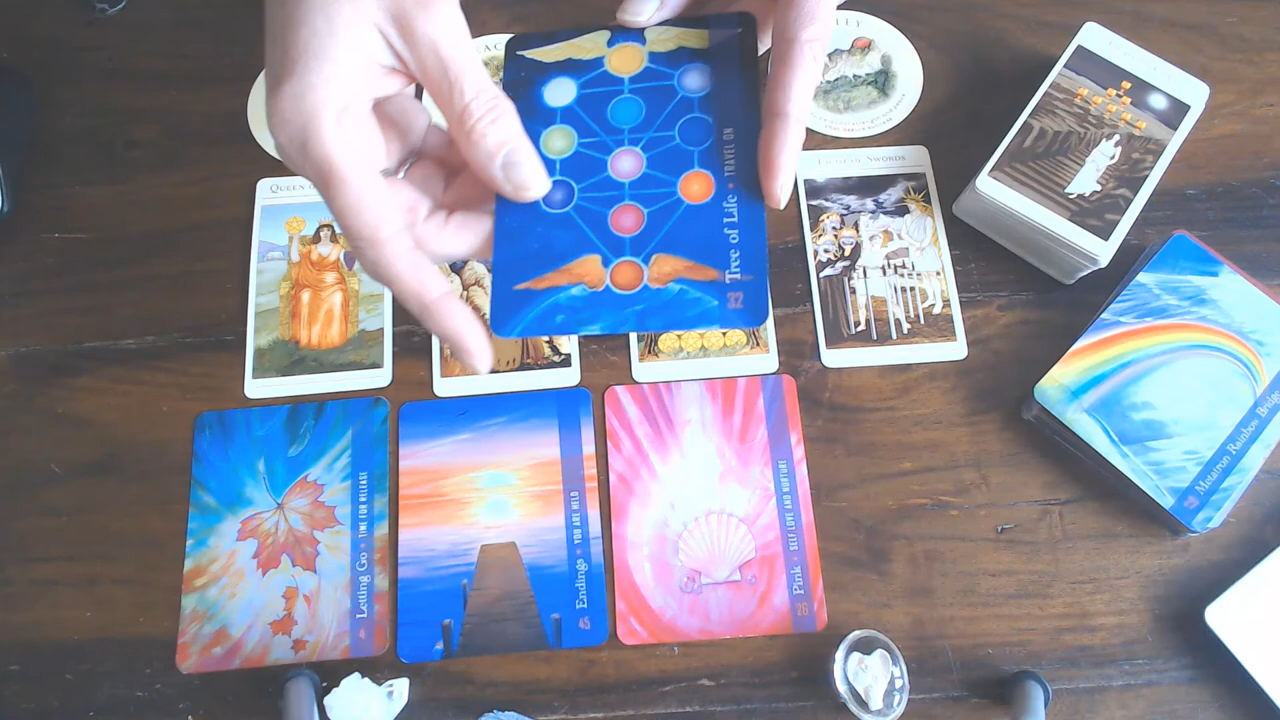 LEY
QUEEN
OF SWORDS
Tree of Life • TRAVEL ON
32
Letting Go • TIME FOR RELEASE
4
Endings • YOU ARE HELD
45
Pink • SELF LOVE AND NURTURE
26
Metatron Rainbow Bridge